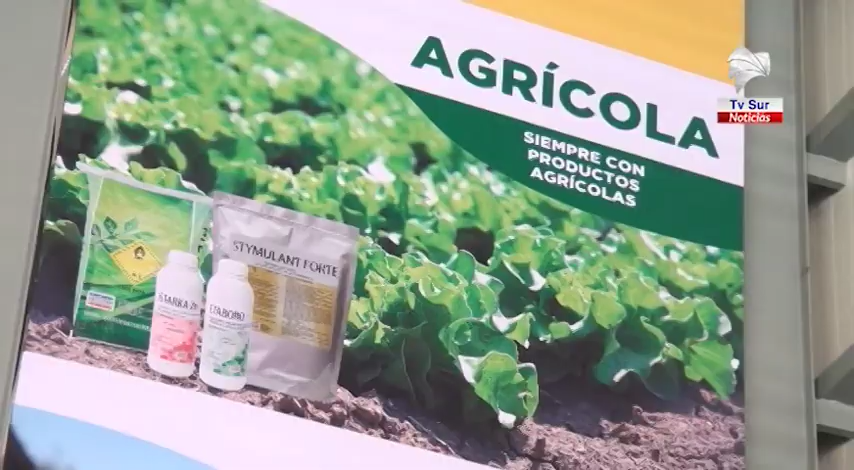 AGRÍCOLA
SIEMPRE CON
PRODUCTOS
AGRÍCOLAS
Tv Sur
Noticias
STYMULANT FORTE